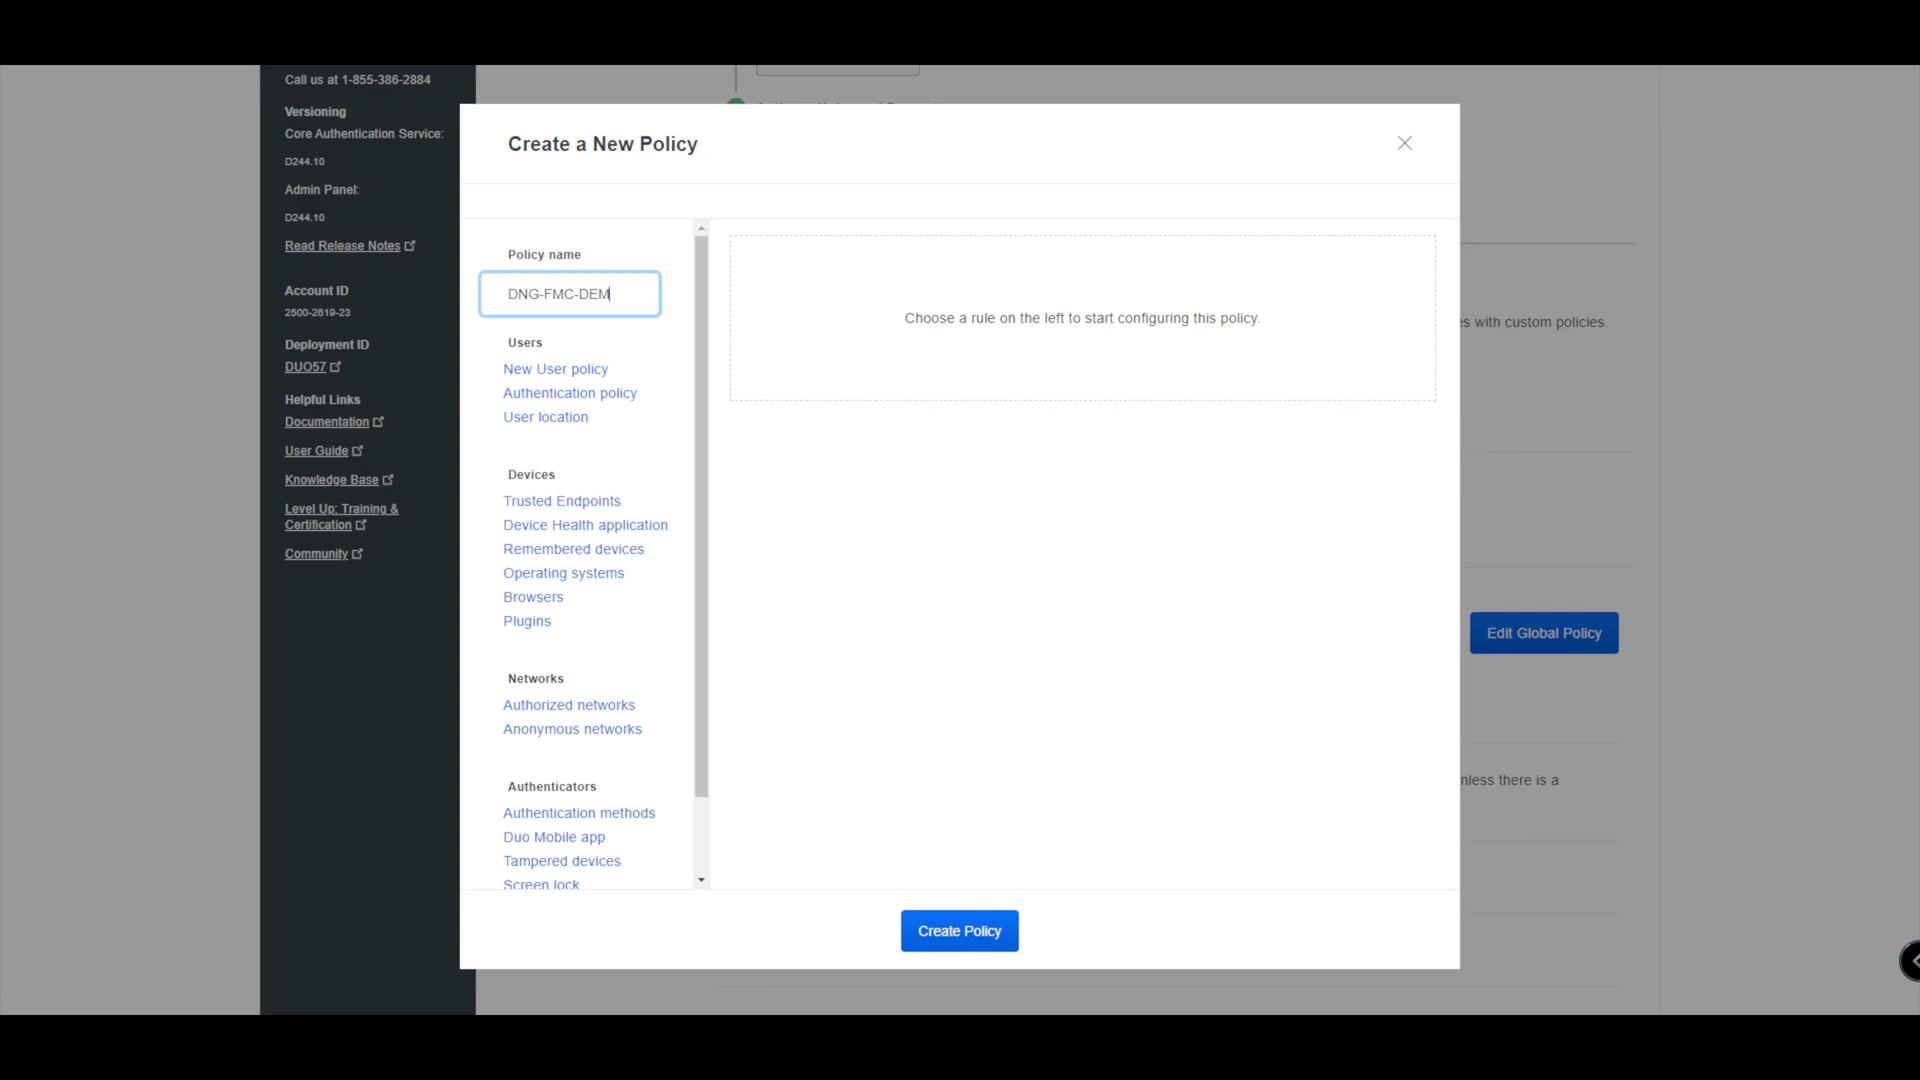 Call us at 1-855-386-2884
Versioning
Core Authentication Service:
D244.10
Admin Panel:
D244.10
Read Release Notes
Account ID
2500-2619-23
Deployment ID
DUO57
Helpful Links
Documentation
User Guide
Knowledge Base
Level Up: Training &
Certification
Community
Create a New Policy
Policy name
DNG-FMC-DEM
Users
New User policy
Authentication policy
User location
Devices
Trusted Endpoints
Device Health application
Remembered devices
Operating systems
Browsers
Plugins
Networks
Authorized networks
Anonymous networks
Authenticators
Authentication methods
Duo Mobile app
Tampered devices
Screen lock
Choose a rule on the left to start configuring this policy.
Create Policy
es with custom policies.
Edit Global Policy
nless there is a